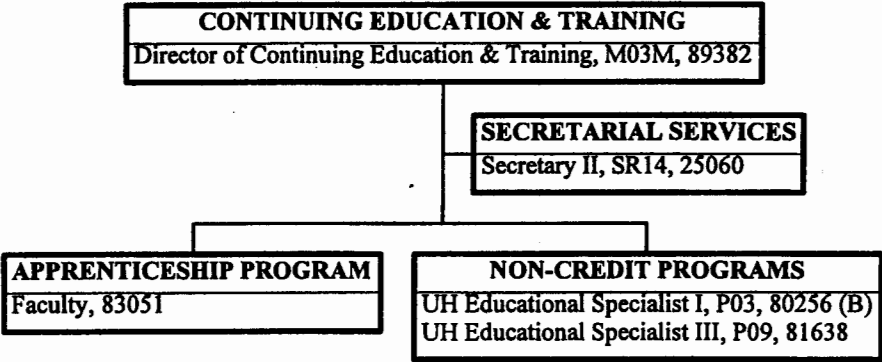 CONTINUING EDUCATION & TRAINING
Director of Continuing Education & Training, M03M, 89382
SECRETARIAL SERVICES
Secretary II, SR14, 25060
APPRENTICESHIP PROGRAM
Faculty, 83051
NON-CREDIT PROGRAMS
UH Educational Specialist I, P03, 80256 (B)
UH Educational Specialist III, P09, 81638